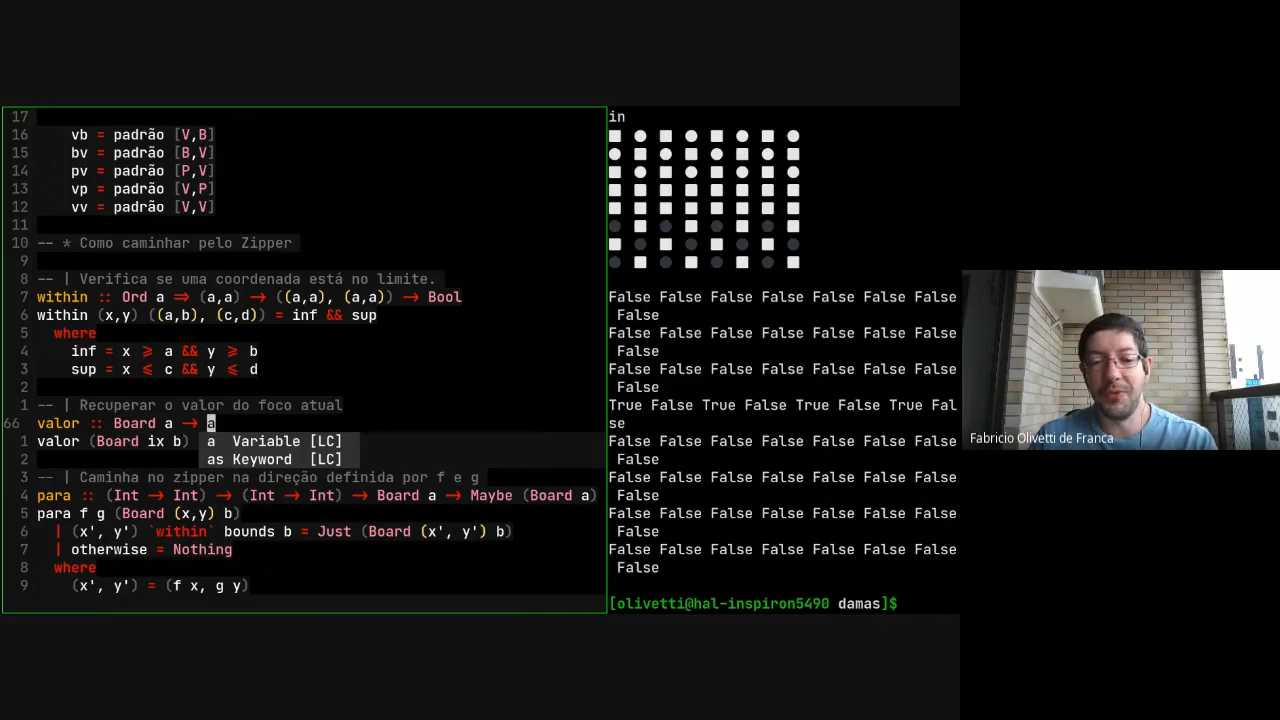 17
16 vb = padrão [V,B]
15 bv = padrão [B,V]
14 pv = padrão [P,V]
13 vp = padrão [V,P]
12 vv = padrão [V,V]
11
10 -- * Como caminhar pelo Zipper
9
8 -- | Verifica se uma coordenada está no limite.
7 within :: Ord a ⇒ (a,a) → ((a,a), (a,a)) → Bool
6 within (x,y) ((a,b), (c,d)) = inf && sup
5 where
4 inf = x ⩾ a && y ⩾ b
3 sup = x ⩽ c && y ⩽ d
2
1 -- | Recuperar o valor do foco atual
66 valor :: Board a → a
1 valor (Board ix b)
a Variable [LC]
2
as Keyword [LC]
3 -- | Caminha no zipper na direção definida por f e g
4 para :: (Int → Int) → (Int → Int) → Board a → Maybe (Board a)
5 para f g (Board (x,y) b)
6 | (x', y') `within` bounds b = Just (Board (x', y') b)
7 | otherwise = Nothing
8 where
9 (x', y') = (f x, g y)
in
False False False False False False False
False
False False False False False False False
False
False False False False False False False
False
True False True False True False True Fal
se
False False False False False False False
False
False False False False False False False
False
False False False False False False False
False
False False False False False False False
False
[olivetti@hal-inspiron5490 damas]$
Fabricio Olivetti de Franca